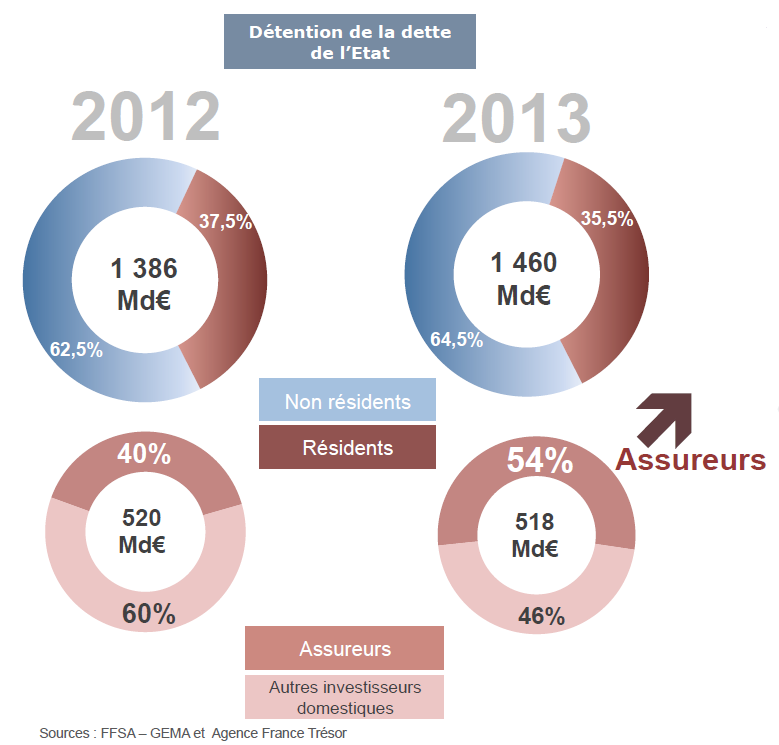 Détention de la dette
de l’Etat
2012
2013
37,5%
1 386
Md€
62,5%
35,5%
1 460
Md€
64,5%
Non résidents
Résidents
Assureurs
40%
520
Md€
60%
54%
518
Md€
46%
Assureurs
Autres investisseurs
domestiques
Sources : FFSA – GEMA et Agence France Trésor